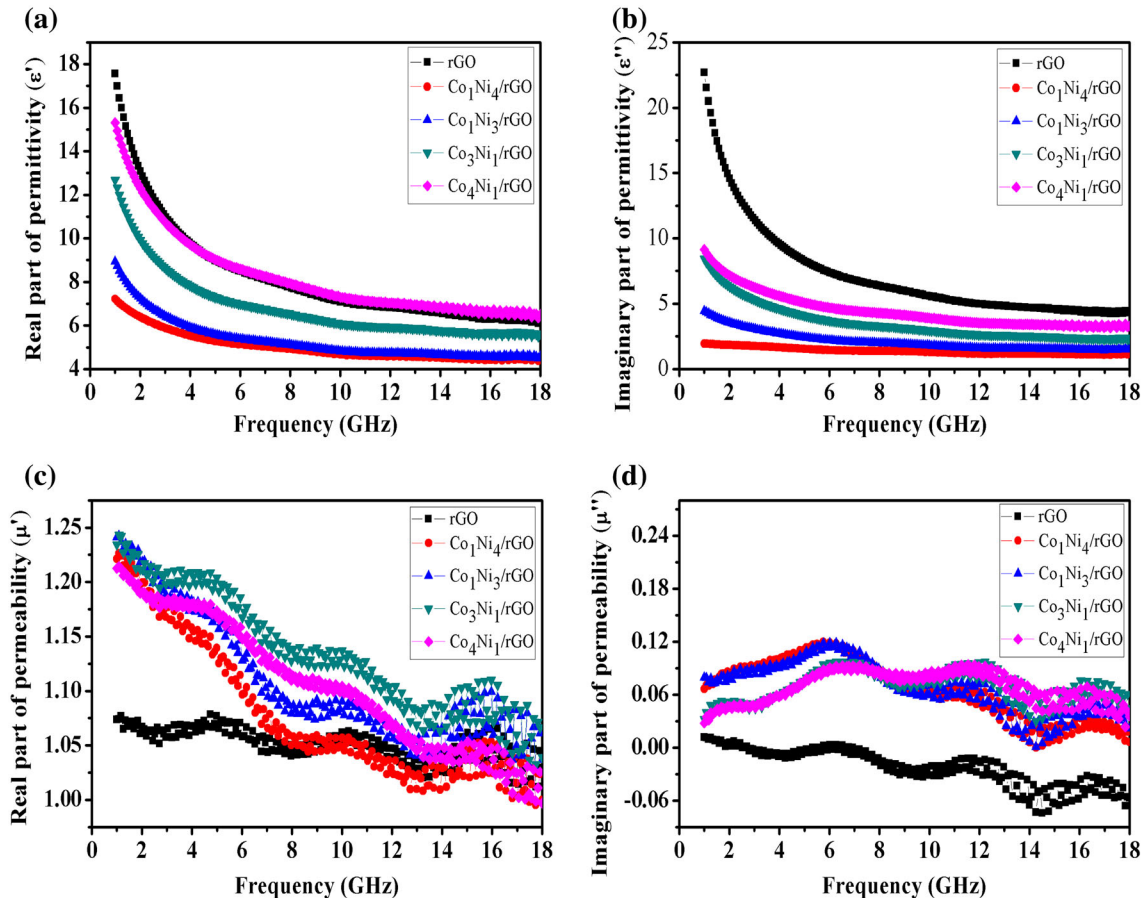 (a)
Real part of permittivity (ε')
18
16
14
12
10
8
6
4
rGO
Co₁Ni₄/rGO
Co₁Ni₃/rGO
Co₃Ni₁/rGO
Co₄Ni₁/rGO
0 2 4 6 8 10 12 14 16 18
Frequency (GHz)
(b)
Imaginary part of permittivity (ε'')
25
20
15
10
5
0
rGO
Co₁Ni₄/rGO
Co₁Ni₃/rGO
Co₃Ni₁/rGO
Co₄Ni₁/rGO
0 2 4 6 8 10 12 14 16 18
Frequency (GHz)
(c)
Real part of permeability (μ')
1.25
1.20
1.15
1.10
1.05
1.00
rGO
Co₁Ni₄/rGO
Co₁Ni₃/rGO
Co₃Ni₁/rGO
Co₄Ni₁/rGO
0 2 4 6 8 10 12 14 16 18
Frequency (GHz)
(d)
Imaginary part of permeability (μ'')
0.24
0.18
0.12
0.06
0.00
-0.06
rGO
Co₁Ni₄/rGO
Co₁Ni₃/rGO
Co₃Ni₁/rGO
Co₄Ni₁/rGO
0 2 4 6 8 10 12 14 16 18
Frequency (GHz)